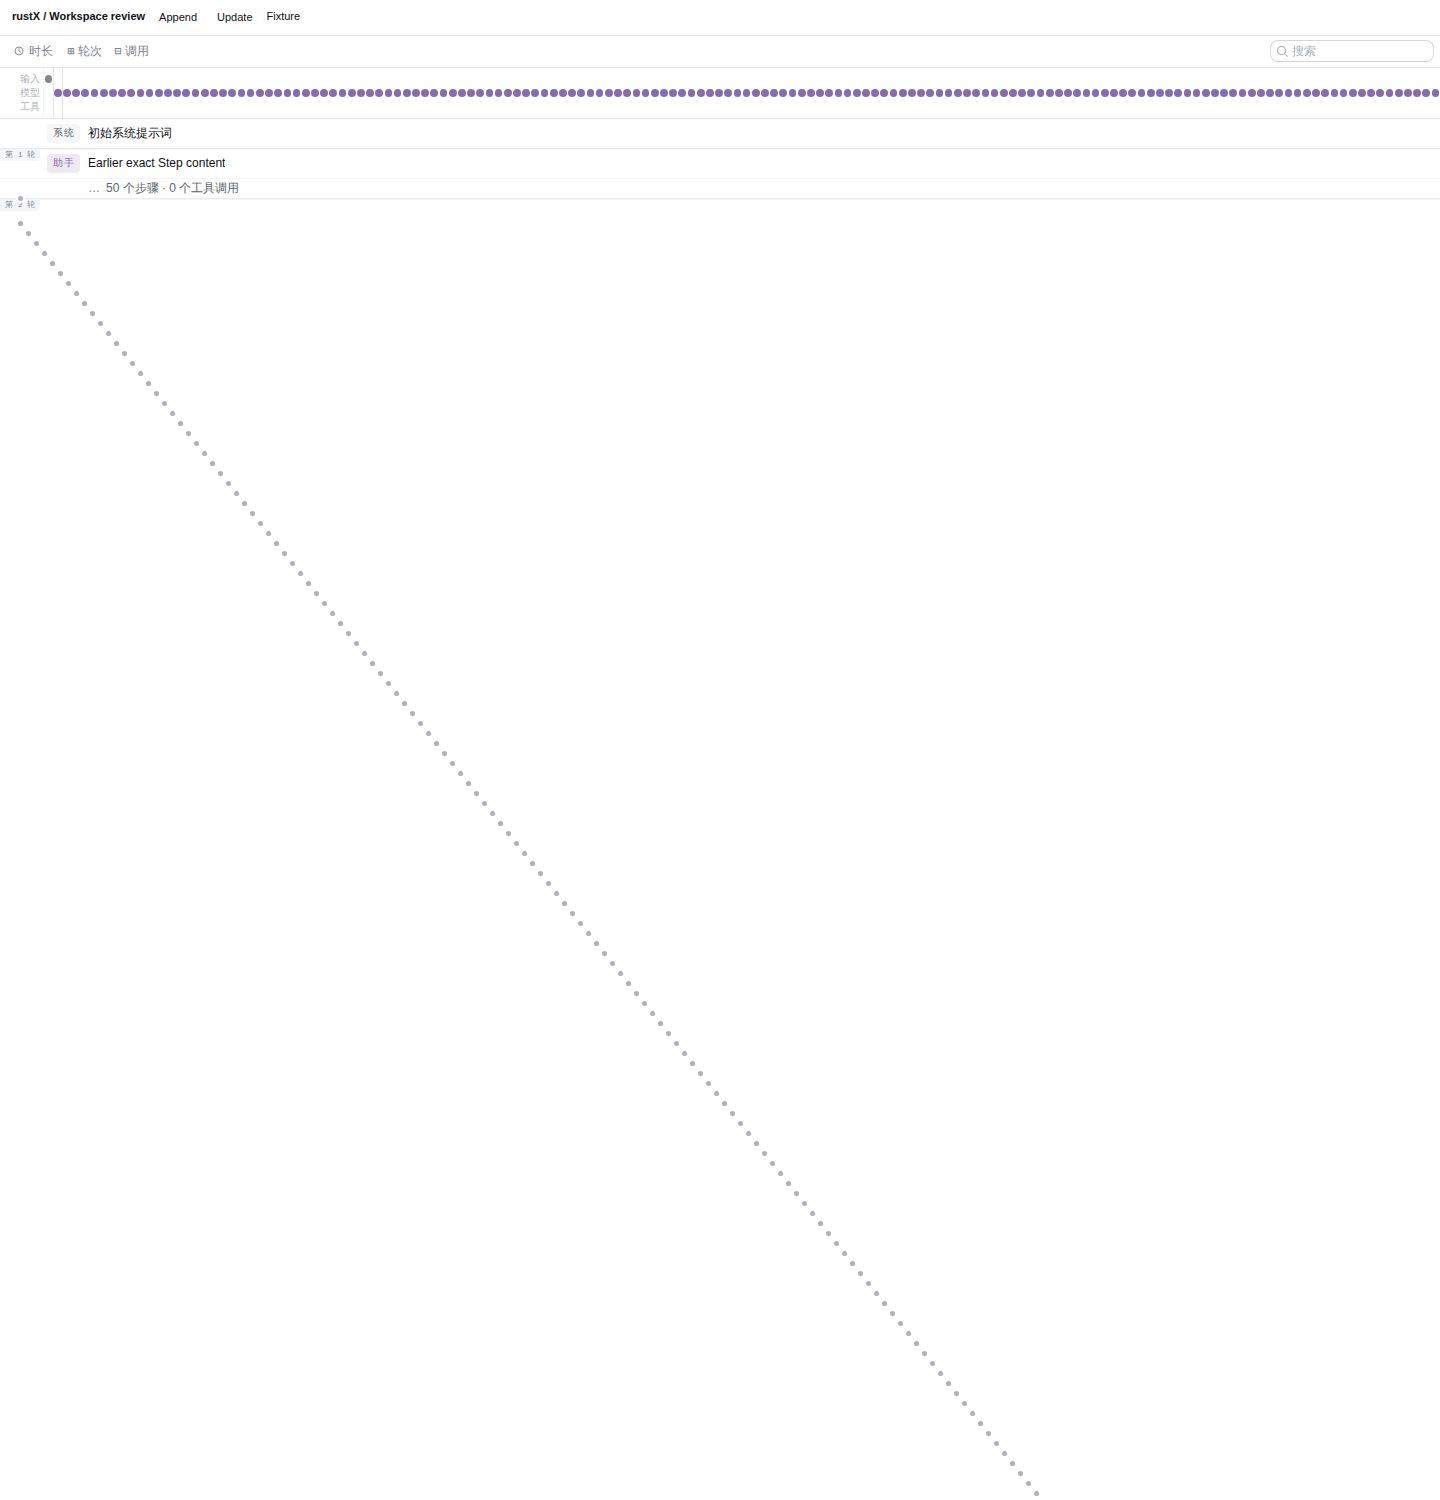 rustX / Workspace review Append Update Fixture
时长 轮次 调用 搜索
输入
模型
工具
系统 初始系统提示词
第 1 轮
助手 Earlier exact Step content
… 50 个步骤 · 0 个工具调用
第 2 轮